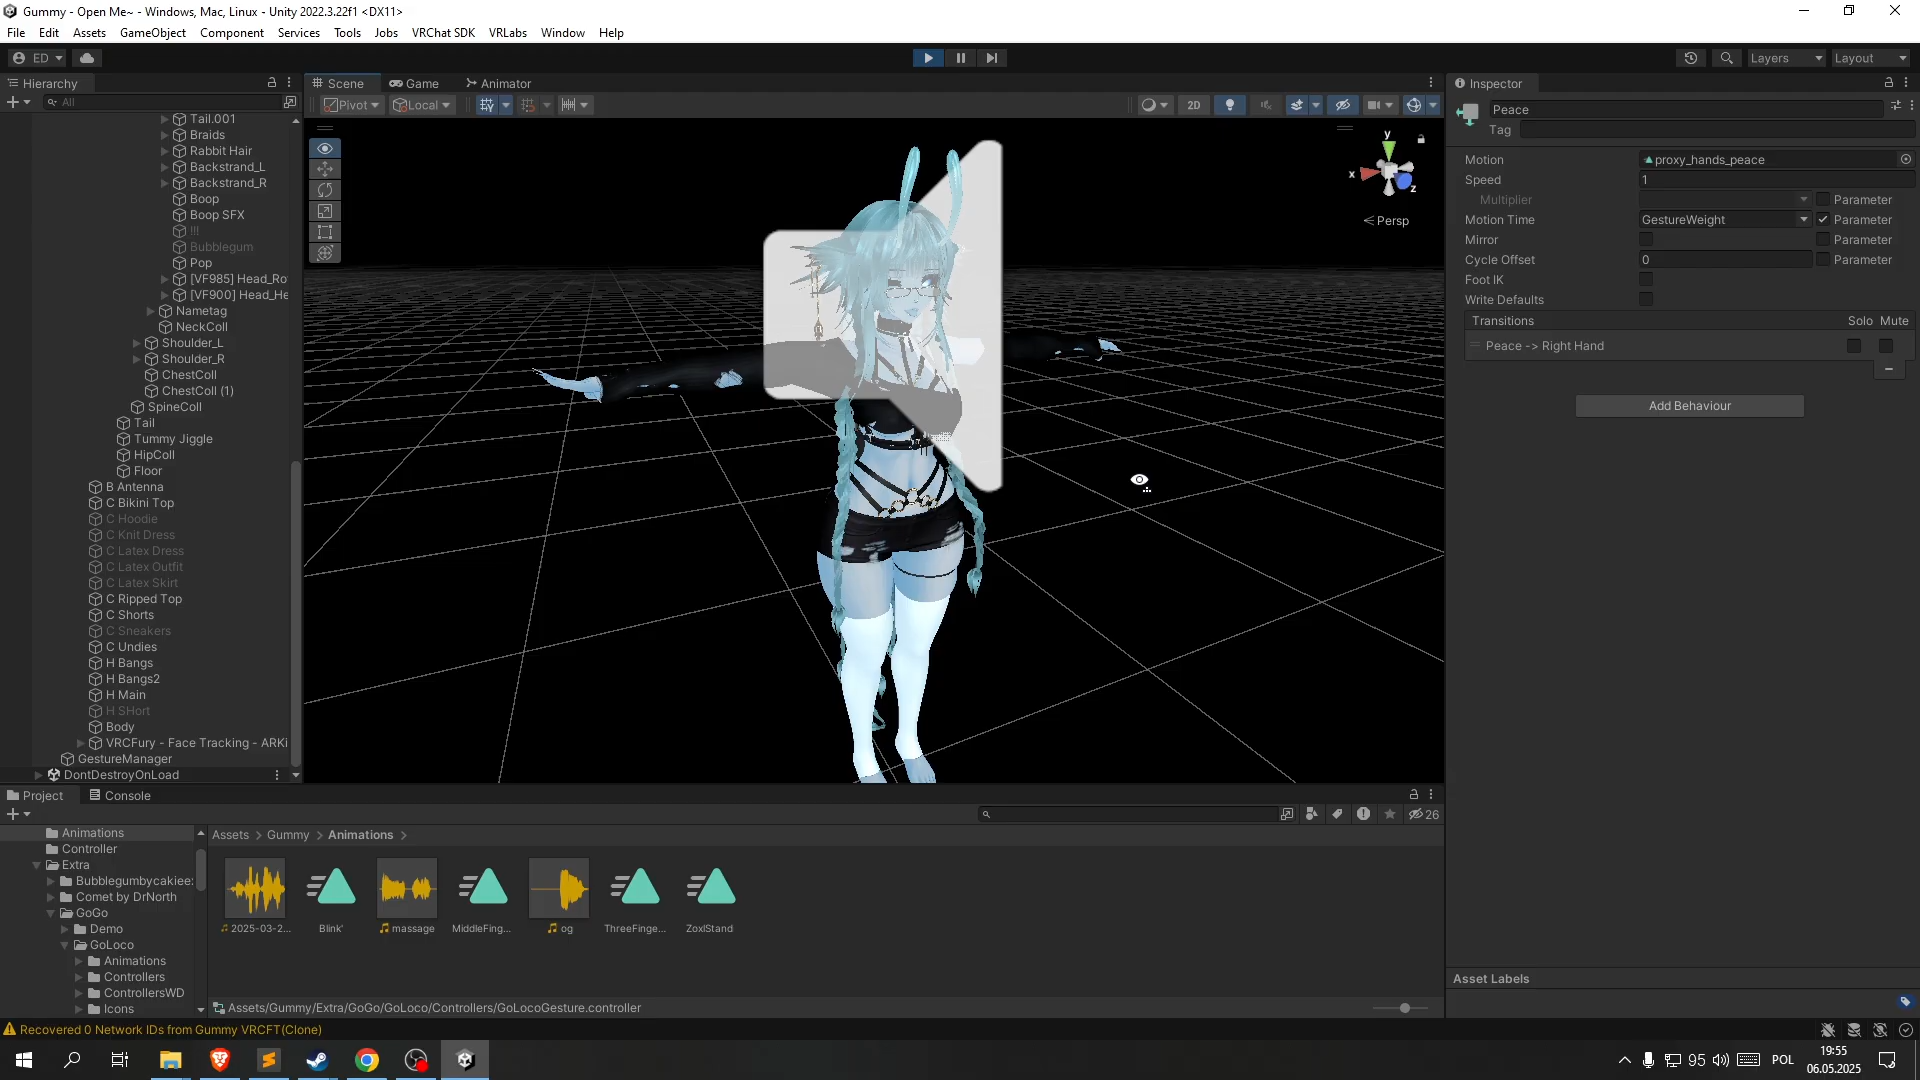 Gummy - Open Me~ - Windows, Mac, Linux - Unity 2022.3.22f1 <DX11>
File Edit Assets GameObject Component Services Tools Jobs VRChat SDK VRLabs Window Help
ED
Layers
Layout
Hierarchy
All
Tail.001
Braids
Rabbit Hair
Backstrand_L
Backstrand_R
Boop
Boop SFX
!!!
Bubblegum
Pop
[VF985] Head_Ro
[VF900] Head_He
Nametag
NeckColl
Shoulder_L
Shoulder_R
ChestColl
ChestColl (1)
SpineColl
Tail
Tummy Jiggle
HipColl
Floor
B Antenna
C Bikini Top
C Hoodie
C Knit Dress
C Latex Dress
C Latex Outfit
C Latex Skirt
C Ripped Top
C Shorts
C Sneakers
C Undies
H Bangs
H Bangs2
H Main
H SHort
Body
VRCFury - Face Tracking - ARKi
GestureManager
DontDestroyOnLoad
Scene Game Animator
Pivot Local
2D
y
x
z
Persp
Inspector
Peace
Tag
Motion proxy_hands_peace
Speed 1
Multiplier Parameter
Motion Time GestureWeight Parameter
Mirror Parameter
Cycle Offset 0 Parameter
Foot IK
Write Defaults
Transitions Solo Mute
Peace -> Right Hand
Add Behaviour
Asset Labels
Project Console
26
Animations
Controller
Extra
Bubblegumbycakiee:
Comet by DrNorth
GoGo
Demo
GoLoco
Animations
Controllers
ControllersWD
Icons
Assets > Gummy > Animations >
2025-03-2...
Blink'
massage
MiddleFing...
og
ThreeFinge...
ZoxlStand
Assets/Gummy/Extra/GoGo/GoLoco/Controllers/GoLocoGesture.controller
Recovered 0 Network IDs from Gummy VRCFT(Clone)
95
POL
19:55
06.05.2025